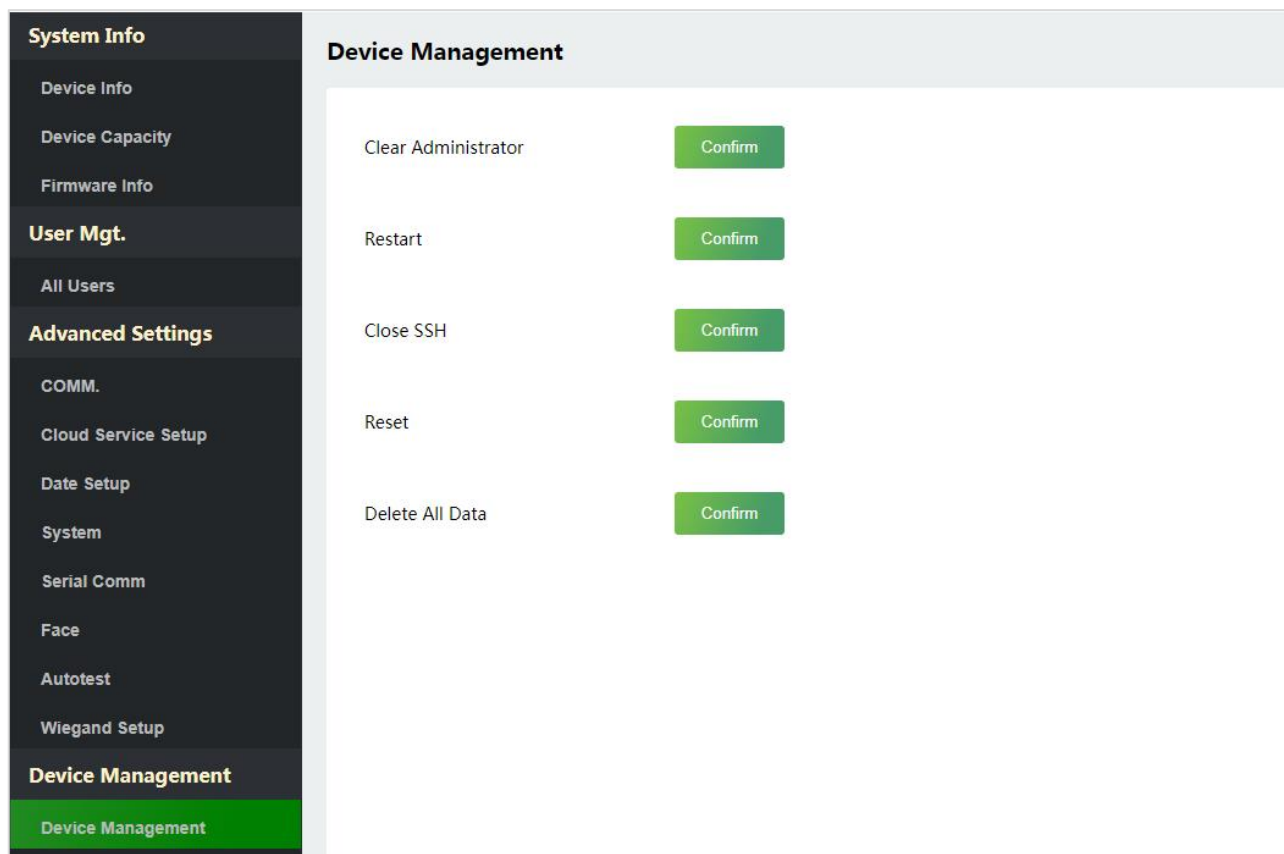 System Info
Device Info
Device Capacity
Firmware Info
User Mgt.
All Users
Advanced Settings
COMM.
Cloud Service Setup
Date Setup
System
Serial Comm
Face
Autotest
Wiegand Setup
Device Management
Device Management
Device Management
Clear Administrator Confirm
Restart Confirm
Close SSH Confirm
Reset Confirm
Delete All Data Confirm